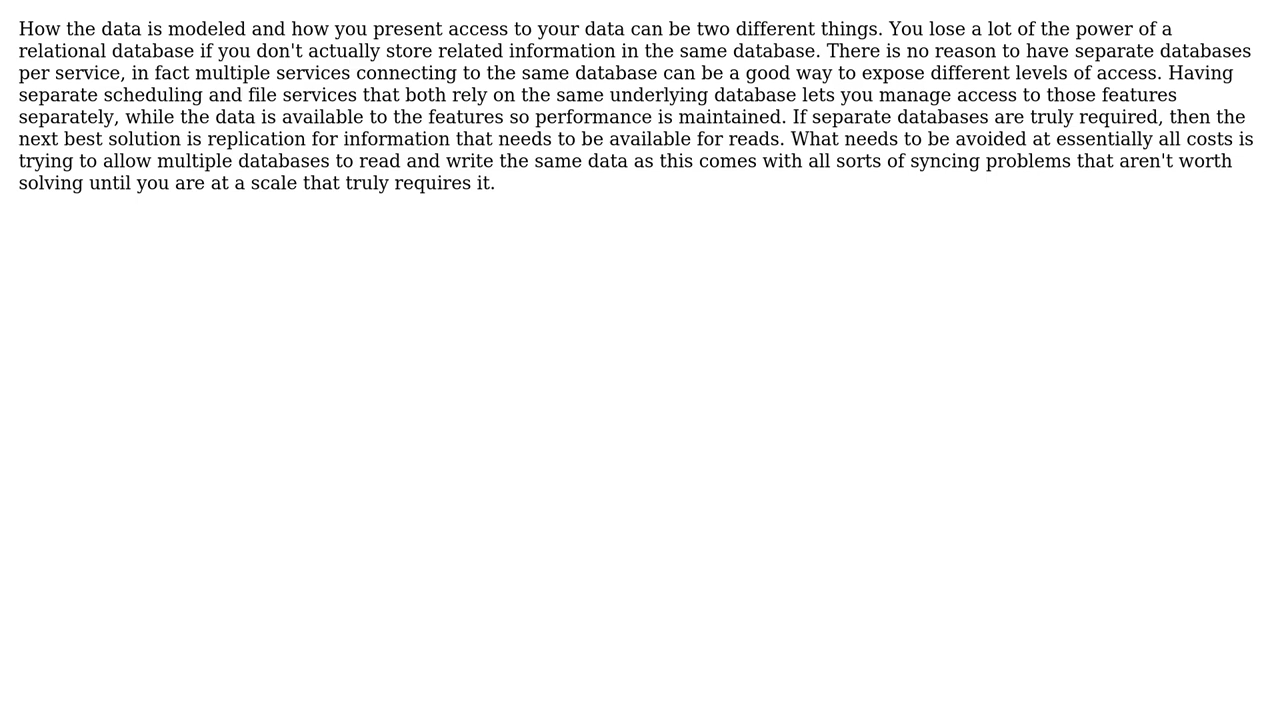 How the data is modeled and how you present access to your data can be two different things. You lose a lot of the power of a
relational database if you don't actually store related information in the same database. There is no reason to have separate databases
per service, in fact multiple services connecting to the same database can be a good way to expose different levels of access. Having
separate scheduling and file services that both rely on the same underlying database lets you manage access to those features
separately, while the data is available to the features so performance is maintained. If separate databases are truly required, then the
next best solution is replication for information that needs to be available for reads. What needs to be avoided at essentially all costs is
trying to allow multiple databases to read and write the same data as this comes with all sorts of syncing problems that aren't worth
solving until you are at a scale that truly requires it.